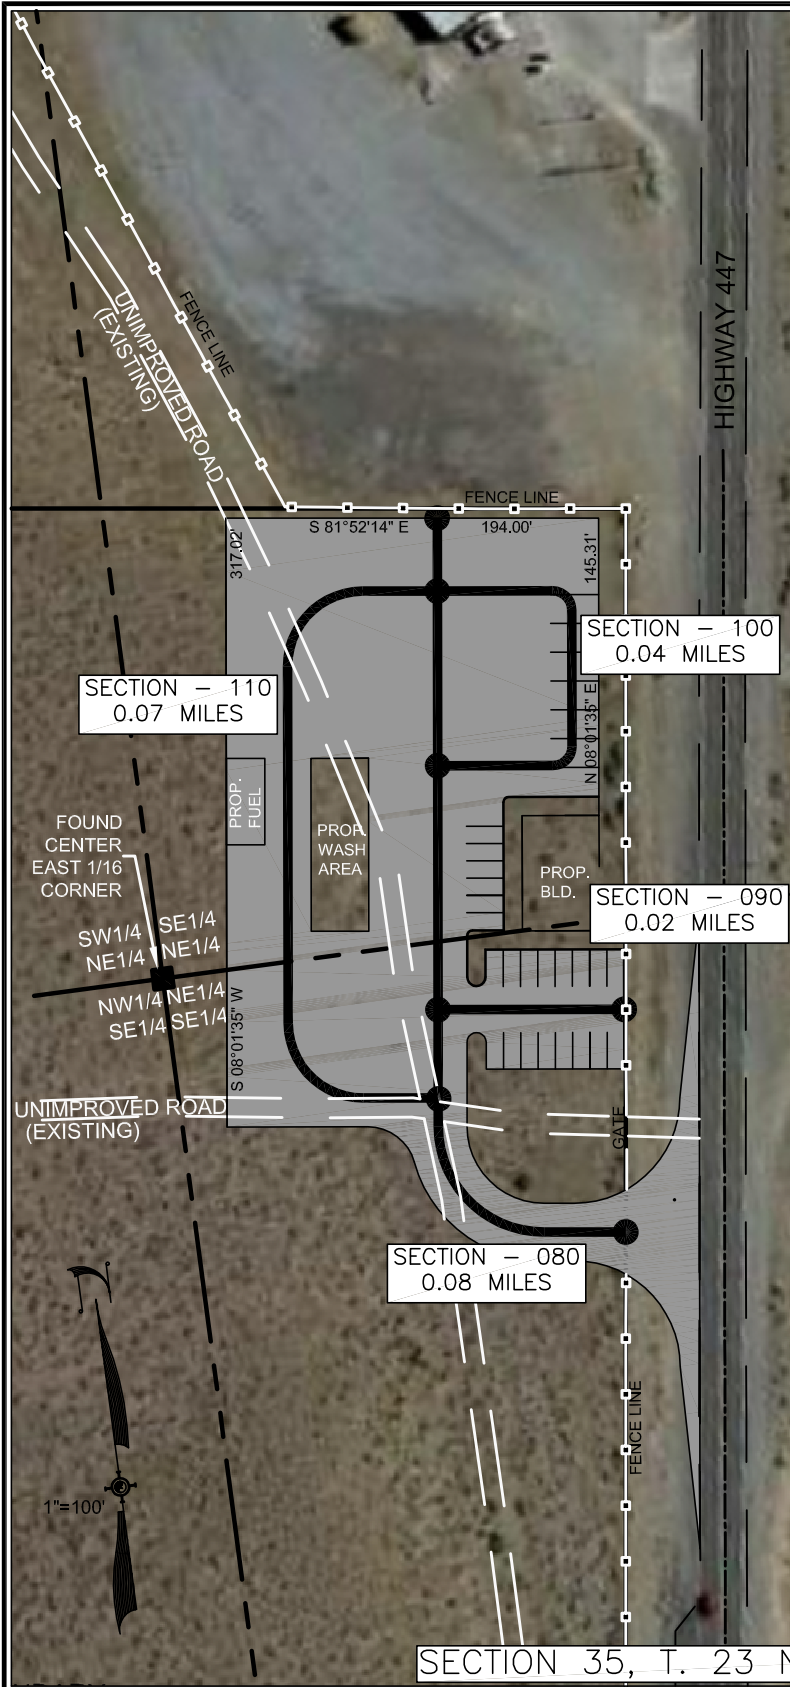 HIGHWAY 447
FENCE LINE
UNIMPROVED ROAD
(EXISTING)
FENCE LINE
S 81°52'14" E
194.00'
317.02'
145.31'
SECTION - 100
0.04 MILES
SECTION - 110
0.07 MILES
N 08°01'35" E
PROP.
FUEL
PROP.
WASH
AREA
FOUND
CENTER
EAST 1/16
CORNER
PROP.
BLD.
SECTION - 090
0.02 MILES
SW1/4 SE1/4
NE1/4 NE1/4
NW1/4 NE1/4
SE1/4 SE1/4
S 08°01'35" W
UNIMPROVED ROAD
(EXISTING)
GATE
SECTION - 080
0.08 MILES
FENCE LINE
1"=100'
SECTION 35, T. 23 N